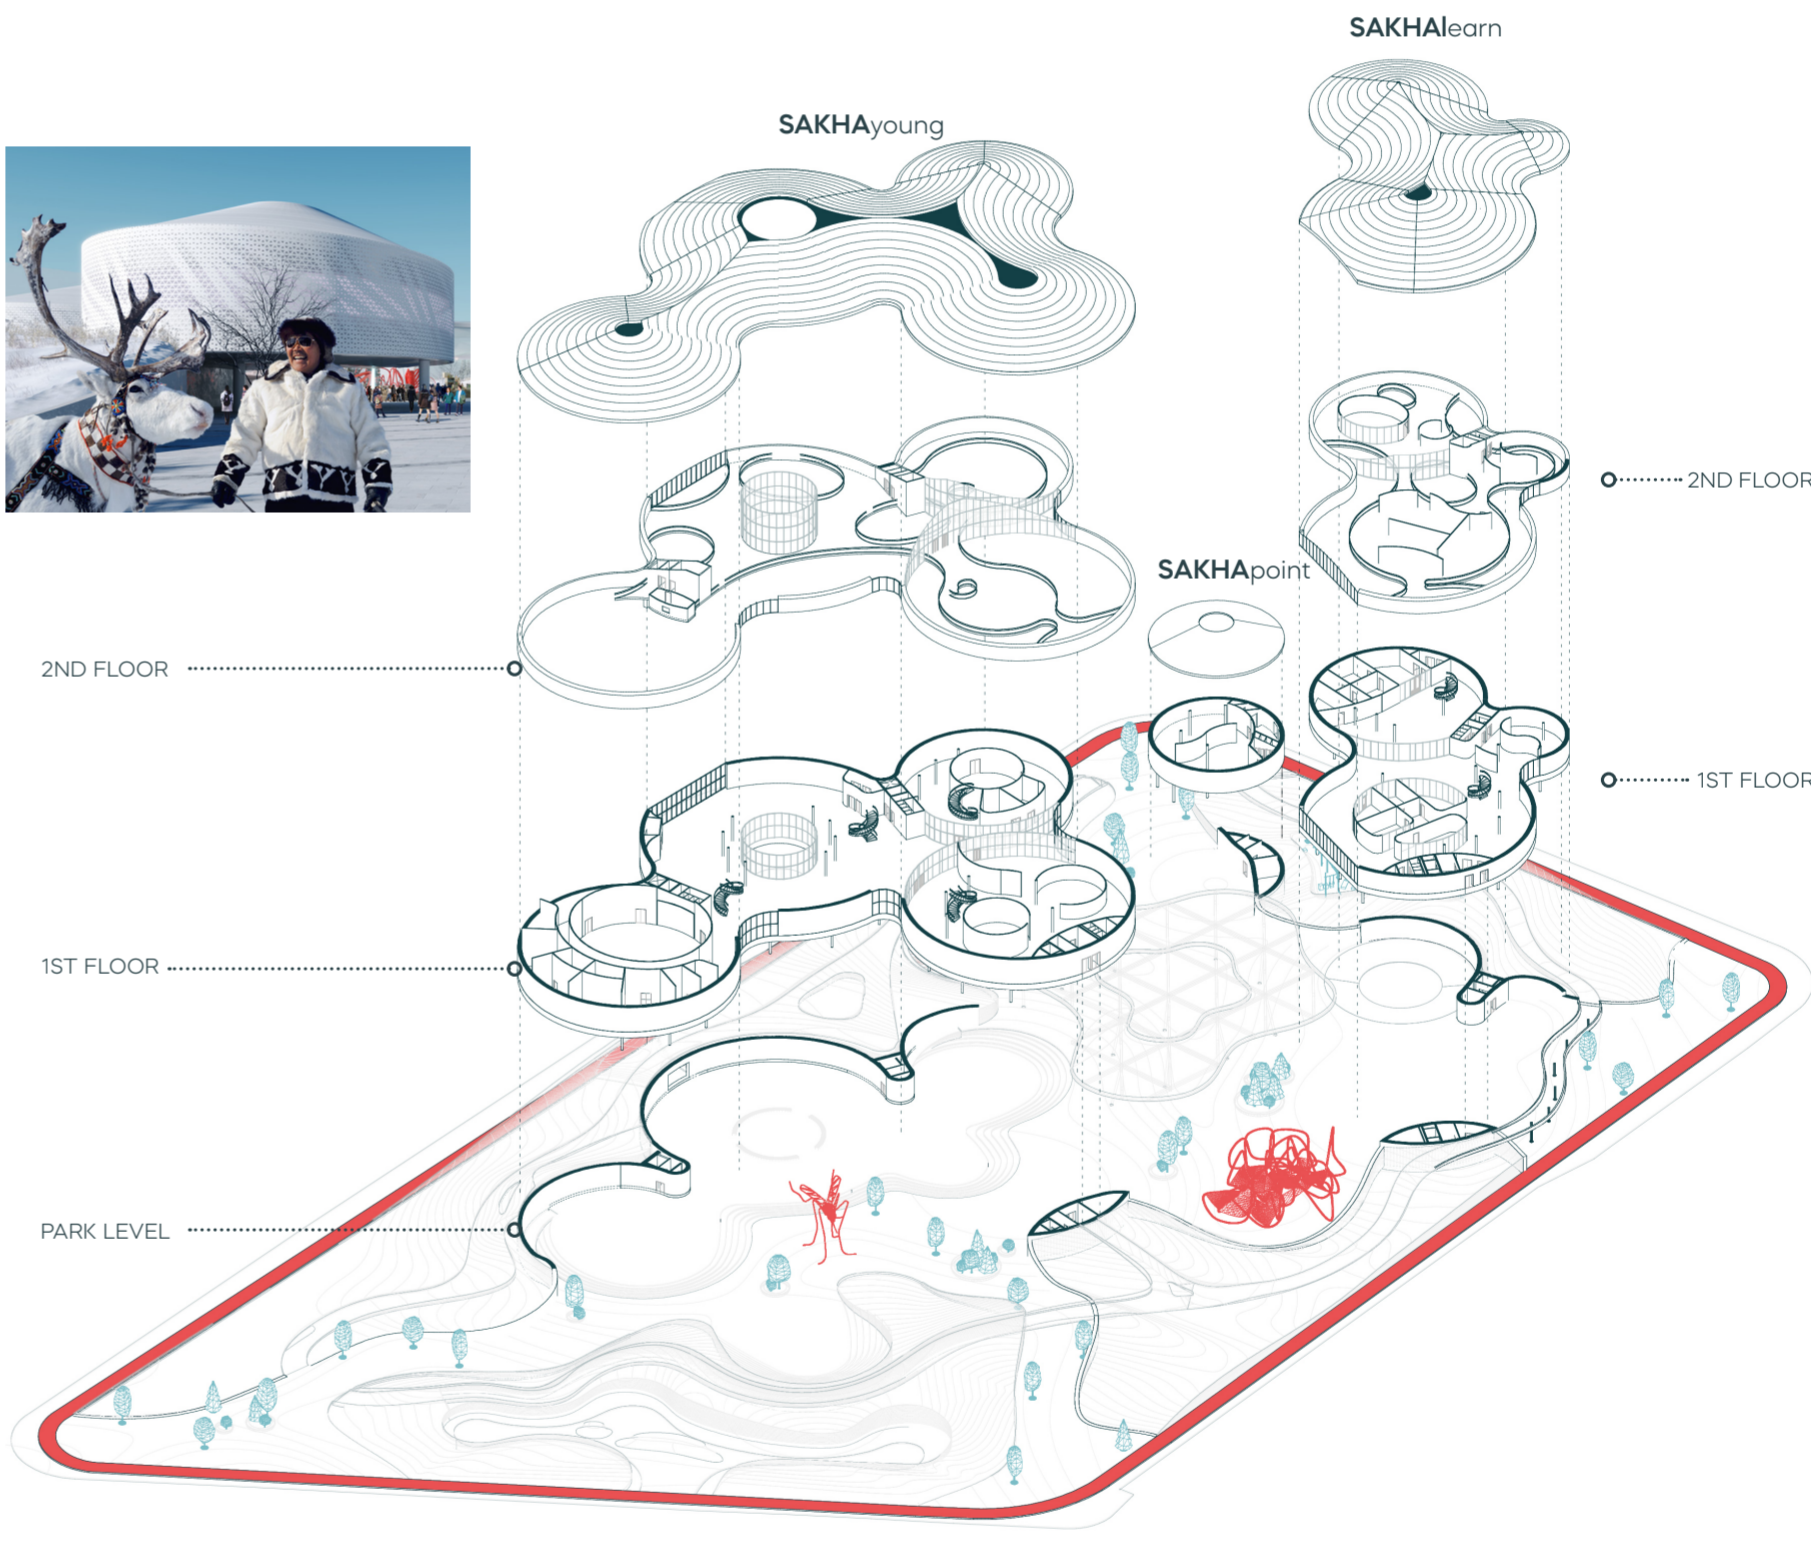 SAKHAlearn
SAKHAyoung
2ND FLOOR
SAKHApoint
2ND FLOOR
1ST FLOOR
1ST FLOOR
PARK LEVEL